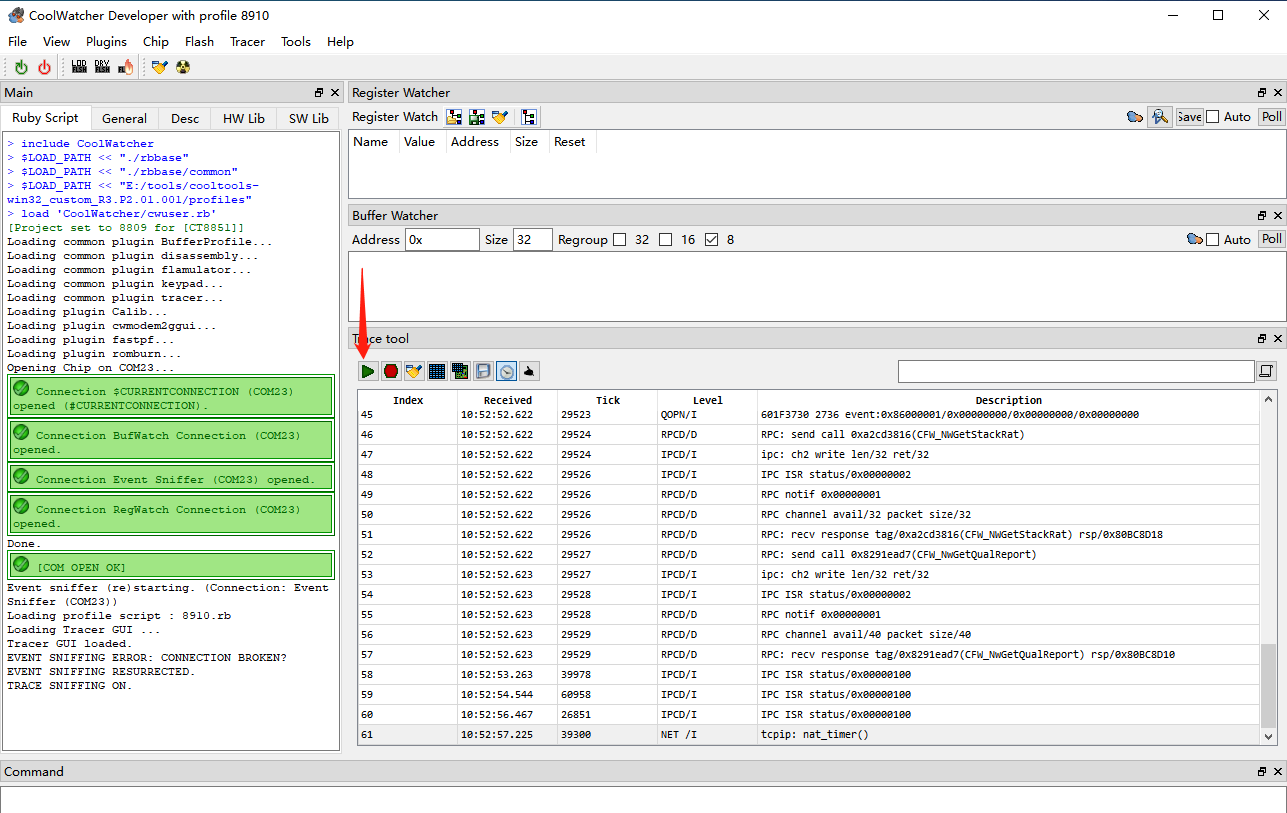 CoolWatcher Developer with profile 8910
File View Plugins Chip Flash Tracer Tools Help
Main
Ruby Script General Desc HW Lib SW Lib
> include CoolWatcher
> $LOAD_PATH << "./rbbase"
> $LOAD_PATH << "./rbbase/common"
> $LOAD_PATH << "E:/tools/cooltools-
win32_custom_R3.P2.01.001/profiles"
> load 'CoolWatcher/cwuser.rb'
[Project set to 8809 for [CT8851]]
Loading common plugin BufferProfile...
Loading common plugin disassembly...
Loading common plugin flamulator...
Loading common plugin keypad...
Loading common plugin tracer...
Loading plugin Calib...
Loading plugin cwmodem2ggui...
Loading plugin fastpf...
Loading plugin romburn...
Opening Chip on COM23...
Connection $CURRENTCONNECTION (COM23)
opened ($CURRENTCONNECTION).
Connection BufWatch Connection (COM23)
opened.
Connection Event Sniffer (COM23) opened.
Connection RegWatch Connection (COM23)
opened.
Done.
[COM OPEN OK]
Event sniffer (re)starting. (Connection: Event
Sniffer (COM23))
Loading profile script : 8910.rb
Loading Tracer GUI ...
Tracer GUI loaded.
EVENT SNIFFING ERROR: CONNECTION BROKEN?
EVENT SNIFFING RESURRECTED.
TRACE SNIFFING ON.
Register Watcher
Register Watch Save Auto Poll
Name Value Address Size Reset
Buffer Watcher
Address 0x Size 32 Regroup 32 16 8 Auto Poll
Trace tool
Index Received Tick Level Description
45 10:52:52.622 29523 QOPN/I 601F3730 2736 event:0x86000001/0x00000000/0x00000000/0x00000000
46 10:52:52.622 29524 RPCD/D RPC: send call 0xa2cd3816(CFW_NWGetStackRat)
47 10:52:52.622 29524 IPCD/I ipc: ch2 write len/32 ret/32
48 10:52:52.622 29526 IPCD/I IPC ISR status/0x00000002
49 10:52:52.622 29526 RPCD/D RPC notif 0x00000001
50 10:52:52.622 29526 RPCD/D RPC channel avail/32 packet size/32
51 10:52:52.622 29526 RPCD/D RPC: recv response tag/0xa2cd3816(CFW_NWGetStackRat) rsp/0x80BC8D18
52 10:52:52.622 29527 RPCD/D RPC: send call 0x8291ead7(CFW_NwGetQualReport)
53 10:52:52.623 29527 IPCD/I ipc: ch2 write len/32 ret/32
54 10:52:52.623 29528 IPCD/I IPC ISR status/0x00000002
55 10:52:52.623 29528 RPCD/D RPC notif 0x00000001
56 10:52:52.623 29529 RPCD/D RPC channel avail/40 packet size/40
57 10:52:52.623 29529 RPCD/D RPC: recv response tag/0x8291ead7(CFW_NwGetQualReport) rsp/0x80BC8D10
58 10:52:53.263 39978 IPCD/I IPC ISR status/0x00000100
59 10:52:54.544 60958 IPCD/I IPC ISR status/0x00000100
60 10:52:56.467 26851 IPCD/I IPC ISR status/0x00000100
61 10:52:57.225 39300 NET /I tcpip: nat_timer()
Command